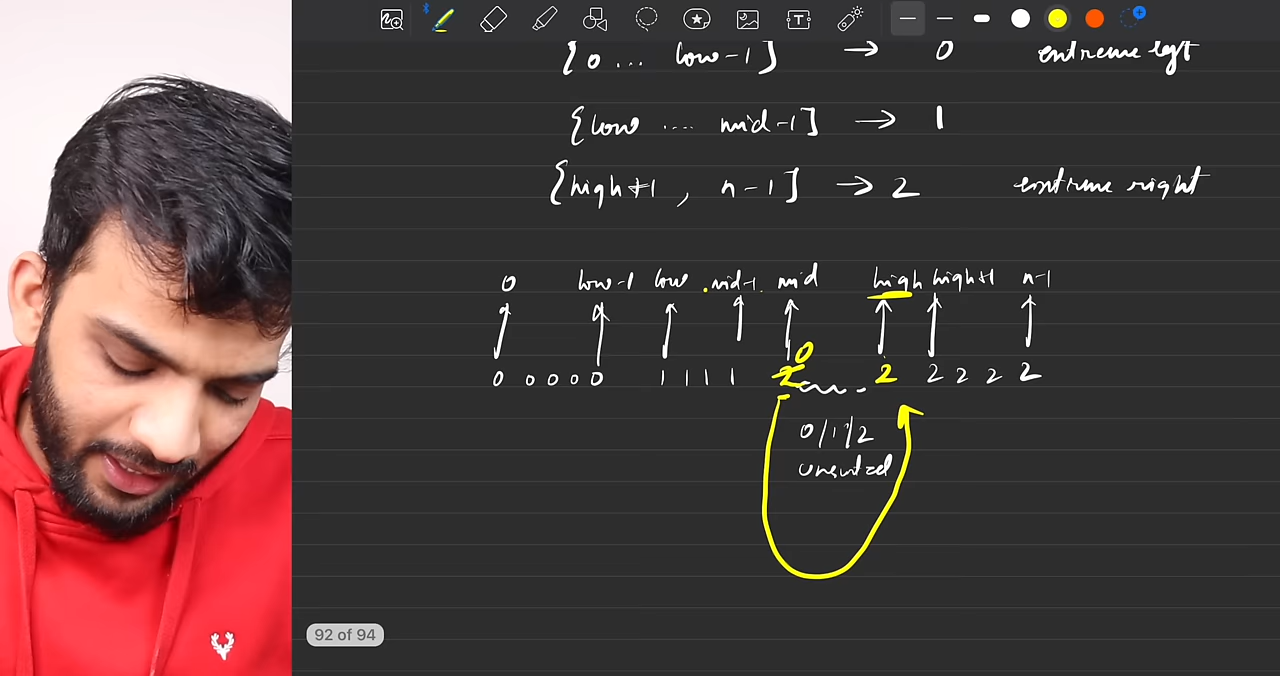 [0 ... low-1] → 0 extreme left
[low .... mid-1] → 1
[high+1 , n-1] → 2 extreme right
0 low-1 low mid-1 mid high high+1 n-1
0
0 0 0 0 0 1 1 1 1 2 2 2 2 2 2
0/1/2
unsorted
92 of 94